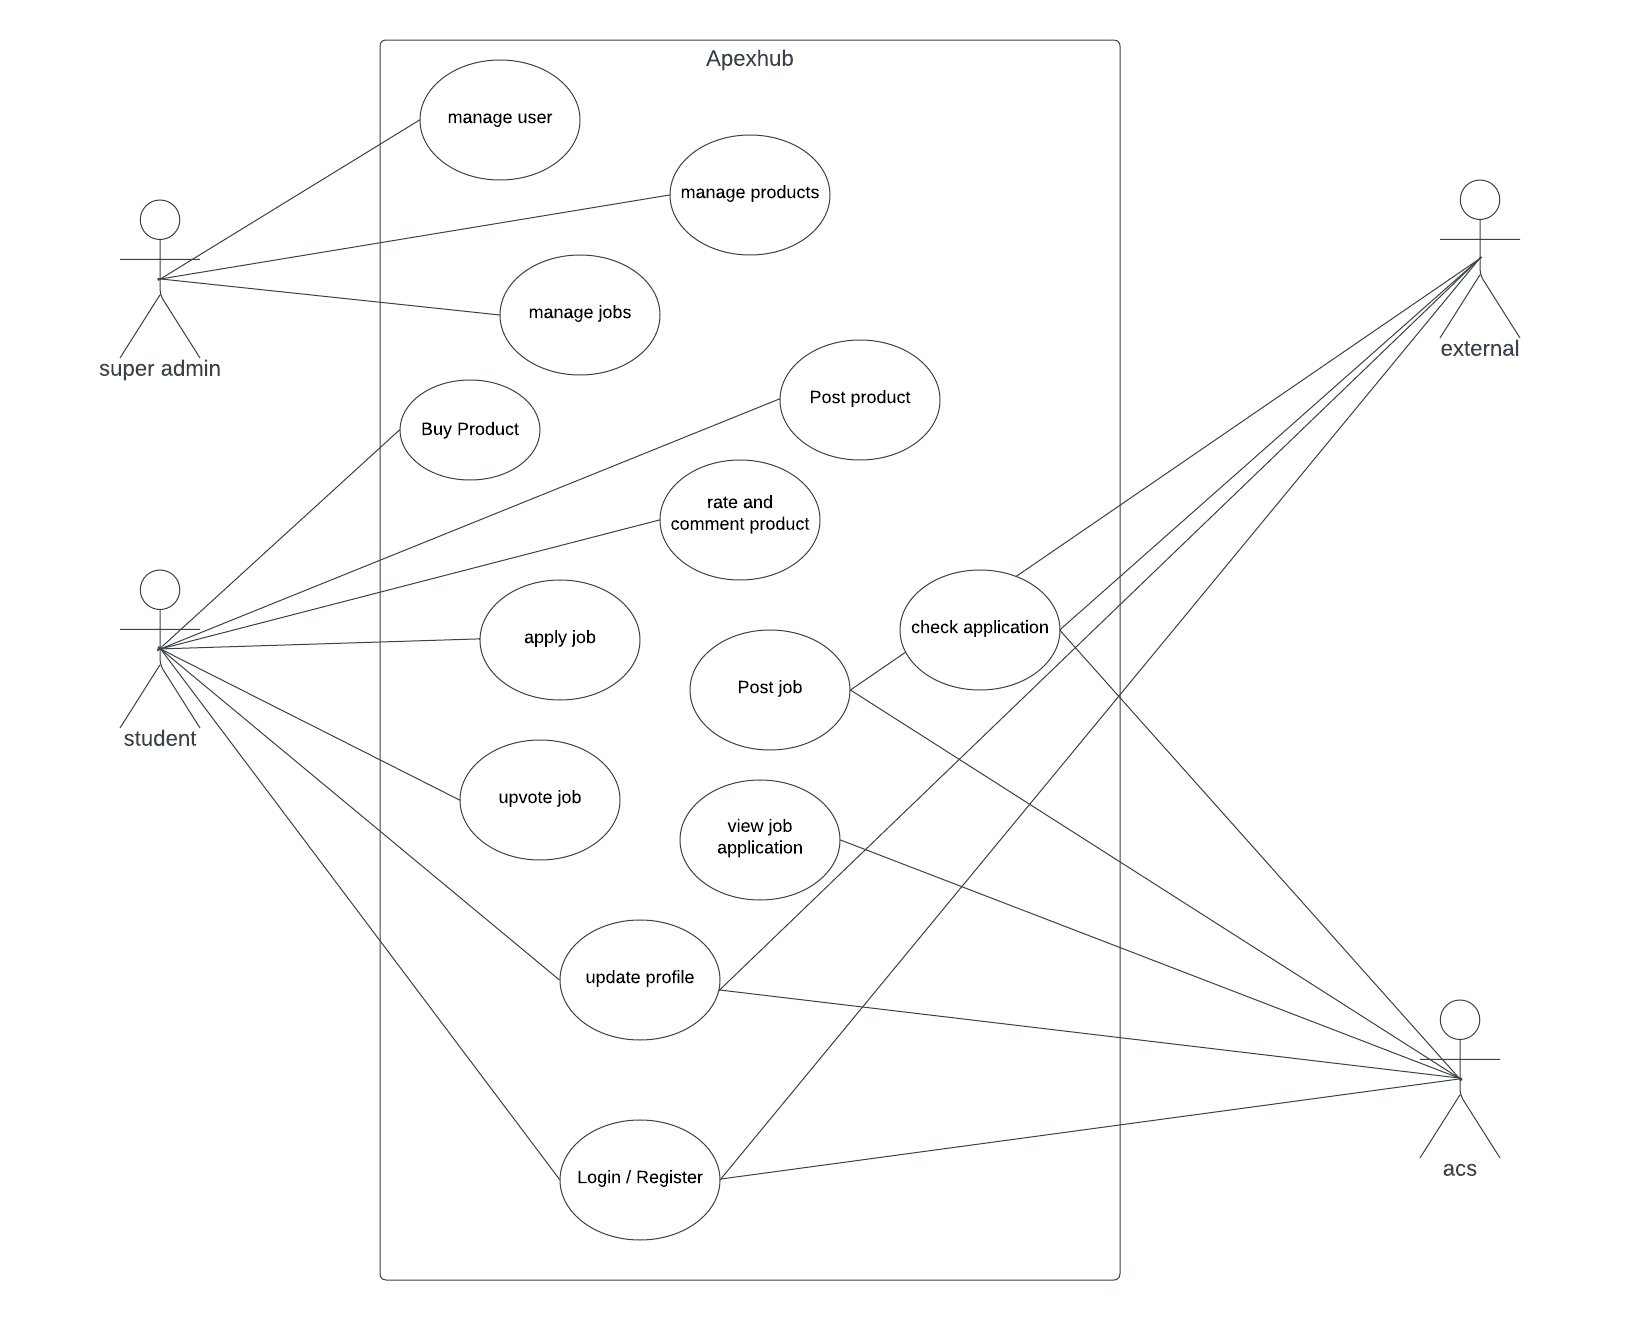 Apexhub
manage user
manage products
manage jobs
super admin
external
Post product
Buy Product
rate and
comment product
check application
apply job
Post job
student
upvote job
view job
application
update profile
acs
Login / Register